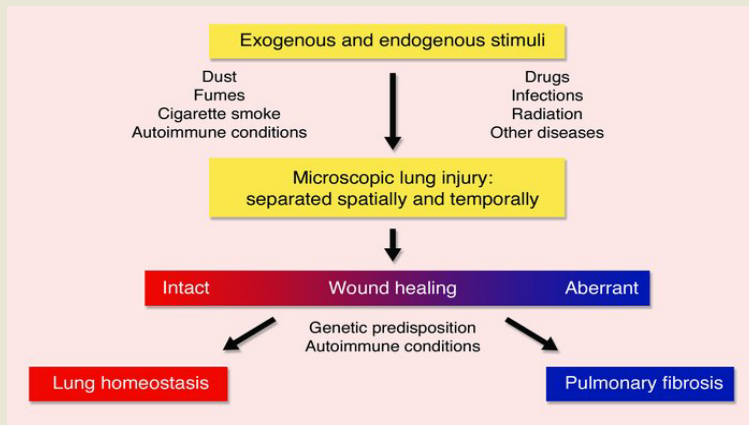 Exogenous and endogenous stimuli
Dust
Fumes
Cigarette smoke
Autoimmune conditions
Drugs
Infections
Radiation
Other diseases
Microscopic lung injury:
separated spatially and temporally
Intact Wound healing Aberrant
Genetic predisposition
Autoimmune conditions
Lung homeostasis Pulmonary fibrosis